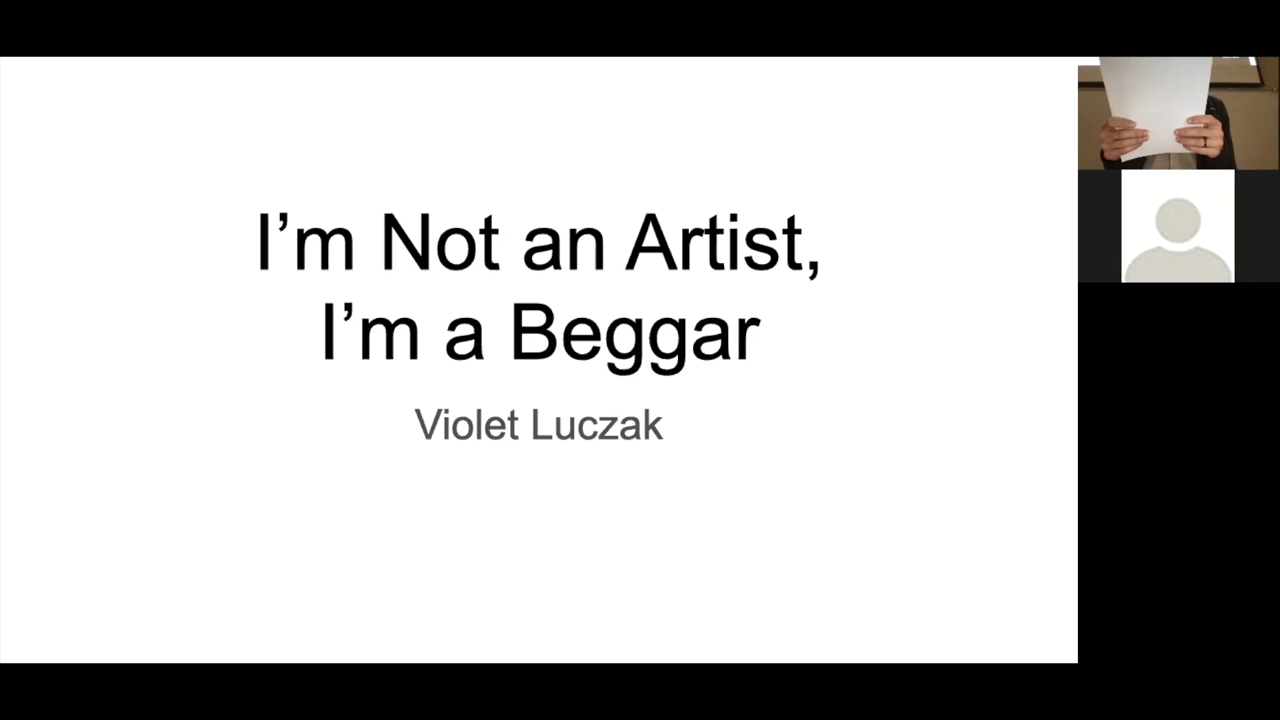 I’m Not an Artist,
I’m a Beggar
Violet Luczak